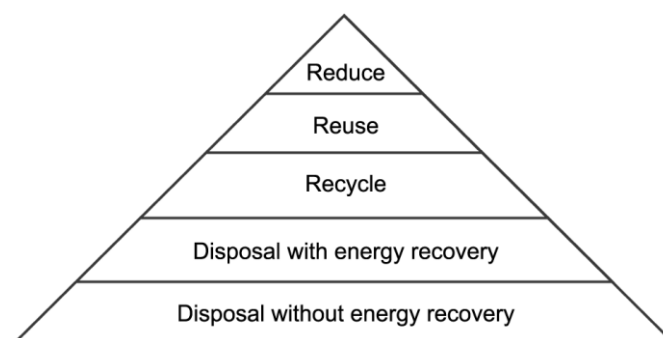 Reduce
Reuse
Recycle
Disposal with energy recovery
Disposal without energy recovery